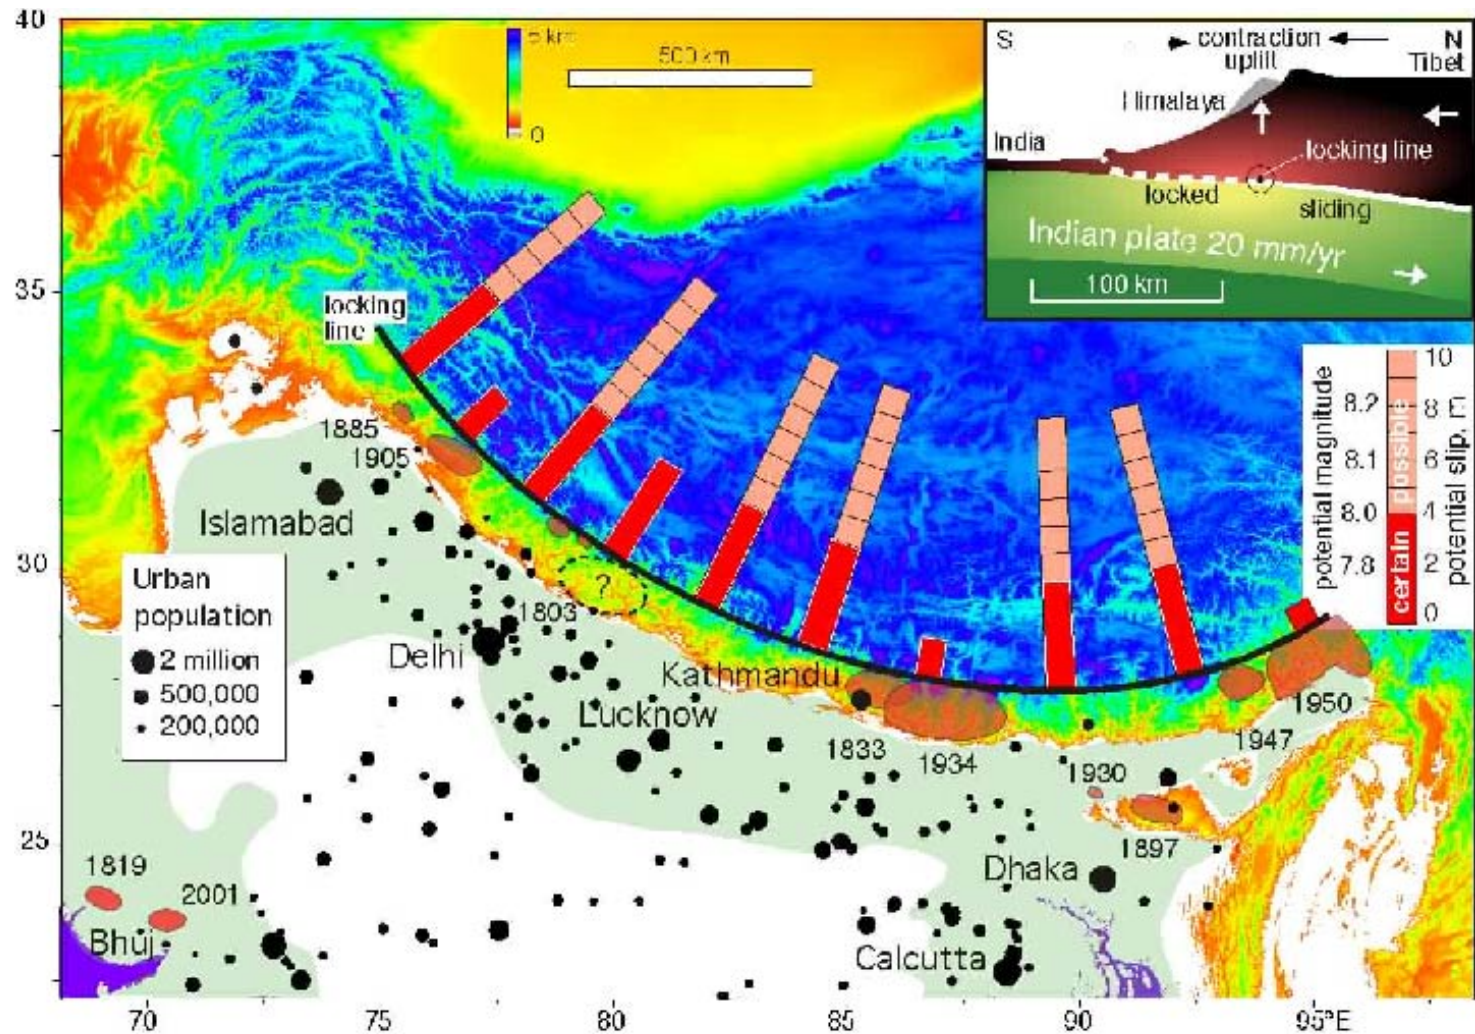 40
35
30
25
70
75
80
85
90
95°E
5 km
0
500 km
S
contraction
N
uplift
Tibet
Himalaya
India
locking line
locked
sliding
Indian plate 20 mm/yr
100 km
locking
line
potential magnitude
8.2
8.1
8.0
7.8
possible
certain
10
8
6
4
2
0
potential slip, m
1885
1905
Islamabad
Urban
population
2 million
500,000
200,000
?
1803
Delhi
Kathmandu
Lucknow
1833
1934
1950
1947
1930
1897
Dhaka
1819
2001
Bhuj
Calcutta